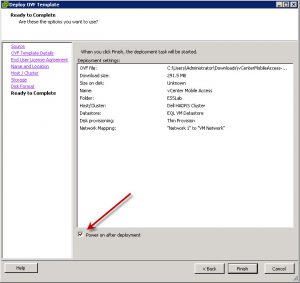 Deploy OVF Template
Ready to Complete
Are these the options you want to use?
Source
OVF Template Details
End User License Agreement
Name and Location
Host / Cluster
Storage
Disk Format
Ready to Complete
When you click Finish, the deployment task will be started.
Deployment settings:
OVF file: C:\Users\Administrator\Downloads\vCenterMobileAccess-...
Download size: 291.5 MB
Size on disk: Unknown
Name: vCenter Mobile Access
Folder: ESSLab
Host/Cluster: Dell HADRS Cluster
Datastore: EQL VM Datastore
Disk provisioning: Thin Provision
Network Mapping: "Network 1" to "VM Network"
Power on after deployment
Help
< Back
Finish
Cancel